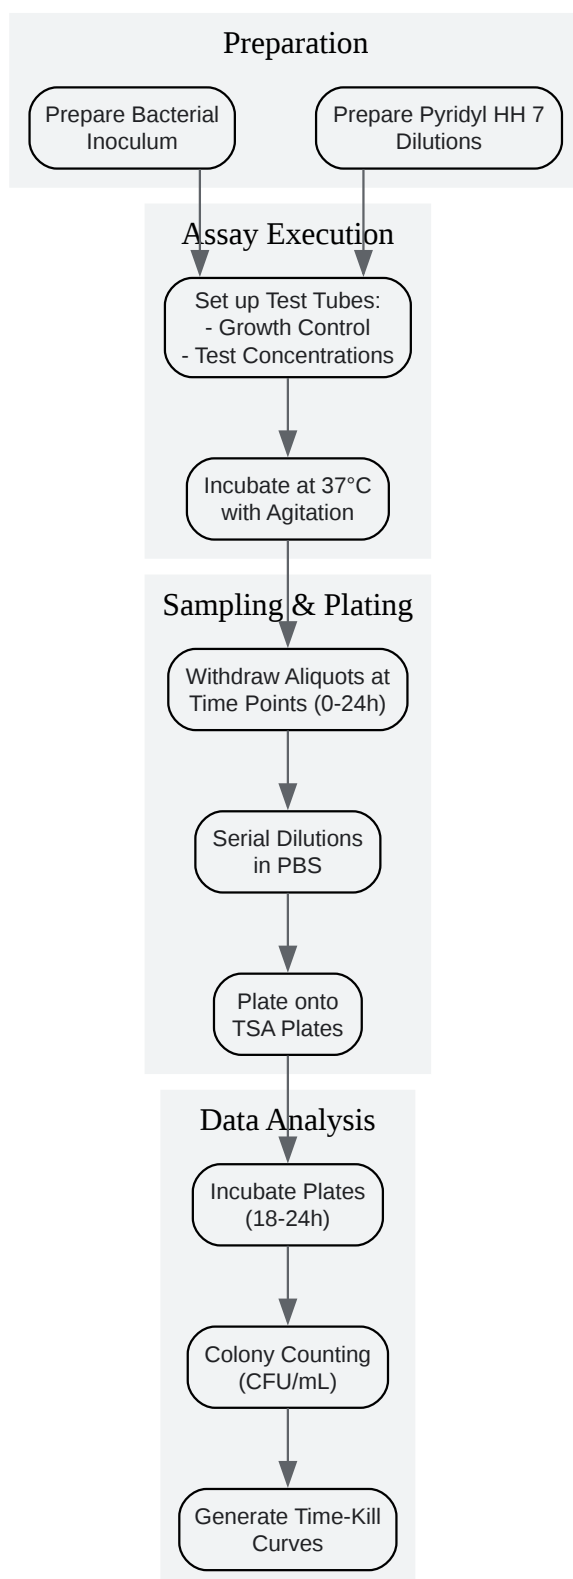 Preparation
Prepare Bacterial
Inoculum
Prepare Pyridyl HH 7
Dilutions
Assay Execution
Set up Test Tubes:
- Growth Control
- Test Concentrations
Incubate at 37°C
with Agitation
Sampling & Plating
Withdraw Aliquots at
Time Points (0-24h)
Serial Dilutions
in PBS
Plate onto
TSA Plates
Data Analysis
Incubate Plates
(18-24h)
Colony Counting
(CFU/mL)
Generate Time-Kill
Curves